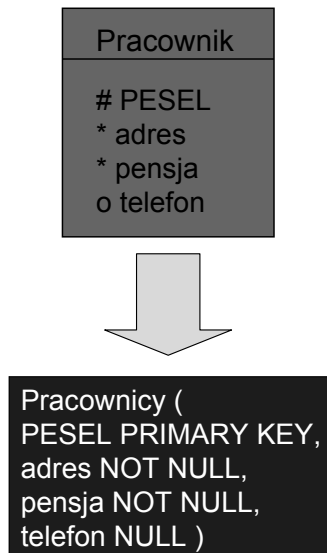 Pracownik
# PESEL
* adres
* pensja
o telefon
Pracownicy (
PESEL PRIMARY KEY,
adres NOT NULL,
pensja NOT NULL,
telefon NULL )